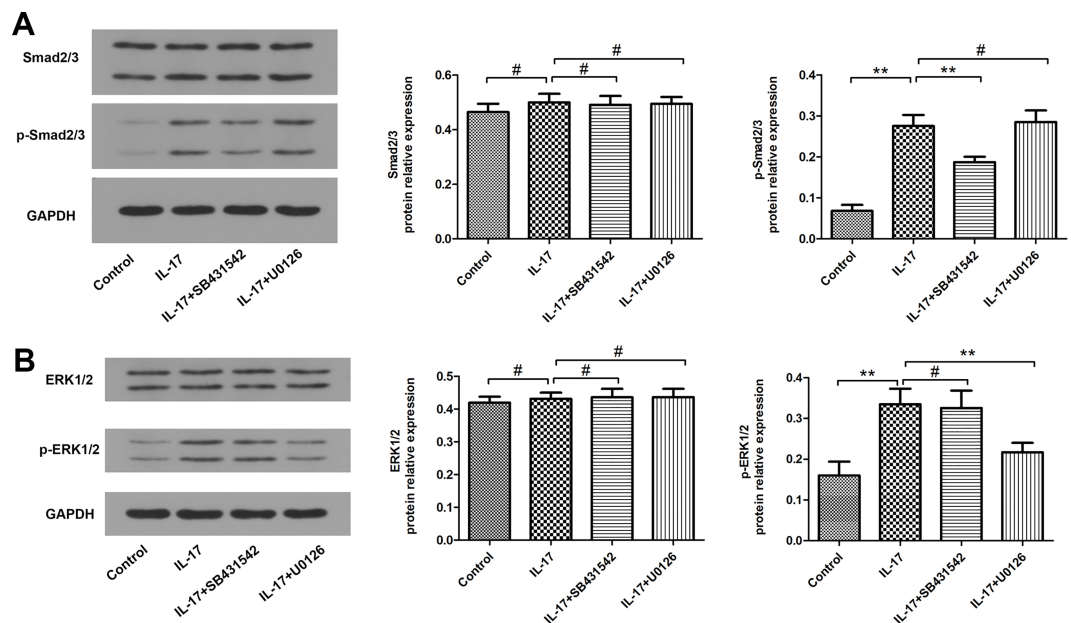 A
Smad2/3
p-Smad2/3
GAPDH
Control
IL-17
IL-17+SB431542
IL-17+U0126
Smad2/3
protein relative expression
0.6
0.4
0.2
0.0
#
#
#
Control
IL-17
IL-17+SB431542
IL-17+U0126
p-Smad2/3
protein relative expression
0.4
0.3
0.2
0.1
0.0
**
**
#
Control
IL-17
IL-17+SB431542
IL-17+U0126
B
ERK1/2
p-ERK1/2
GAPDH
Control
IL-17
IL-17+SB431542
IL-17+U0126
ERK1/2
protein relative expression
0.5
0.4
0.3
0.2
0.1
0.0
#
#
#
Control
IL-17
IL-17+SB431542
IL-17+U0126
p-ERK1/2
protein relative expression
0.4
0.3
0.2
0.1
0.0
**
#
**
Control
IL-17
IL-17+SB431542
IL-17+U0126